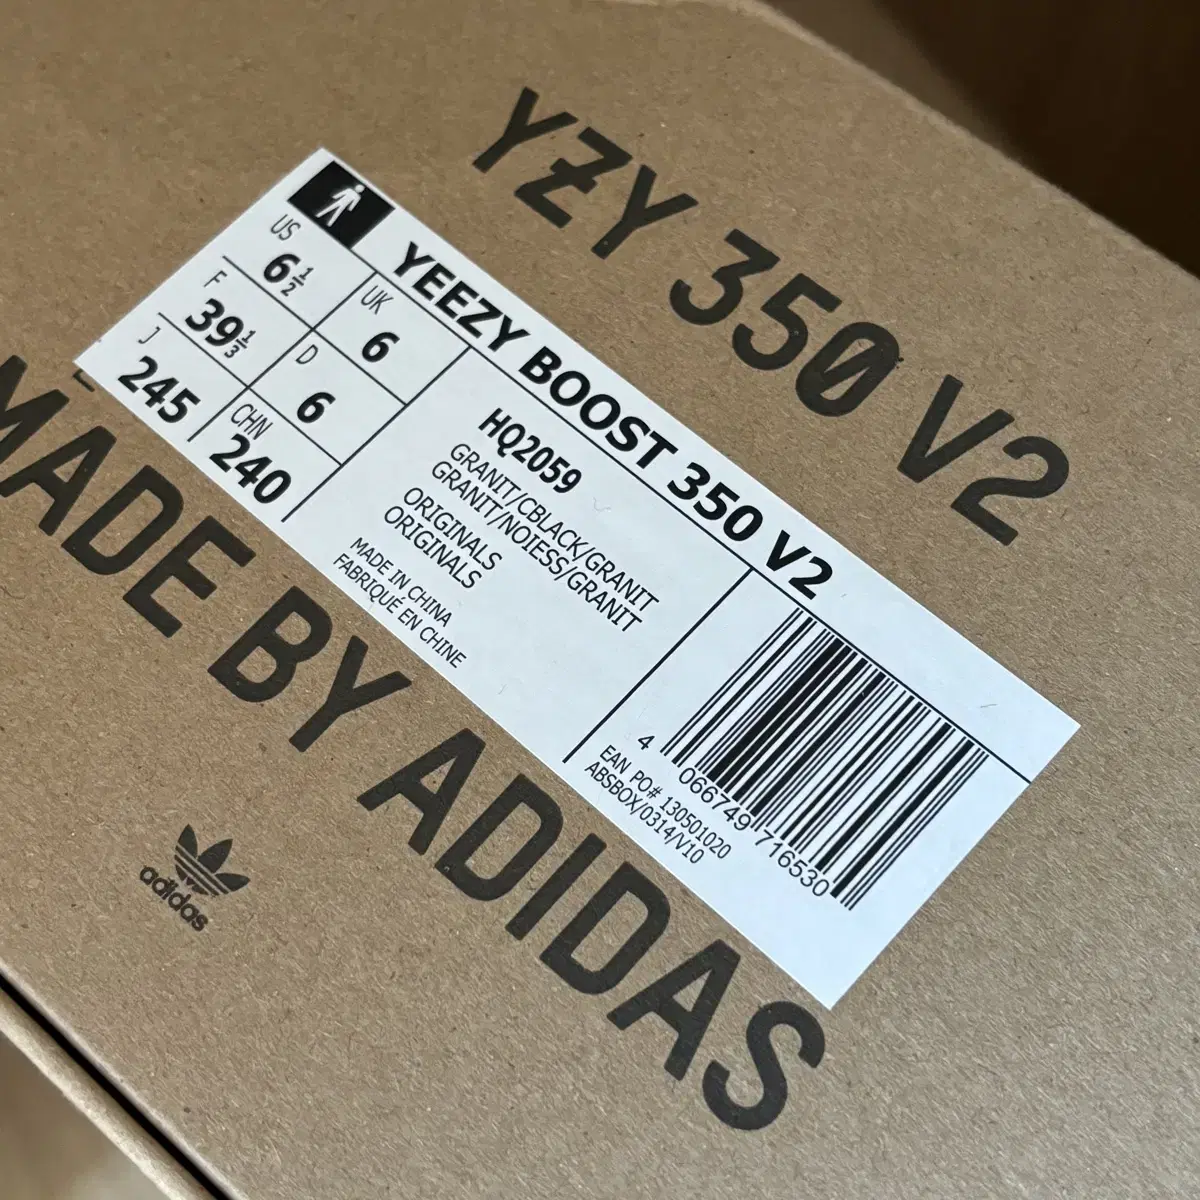 YZY 350 V2
YEEZY BOOST 350 V2
US
6½
UK
6
F
39⅓
D
6
J
245
CHN
240
HQ2059
GRANIT/CBLACK/GRANIT
GRANIT/NOIESS/GRANIT
ORIGINALS
ORIGINALS
MADE IN CHINA
FABRIQUÉ EN CHINE
4 066749 716530
EAN PO# 130501020
ABSBOX/0314/V10
MADE BY ADIDAS
adidas